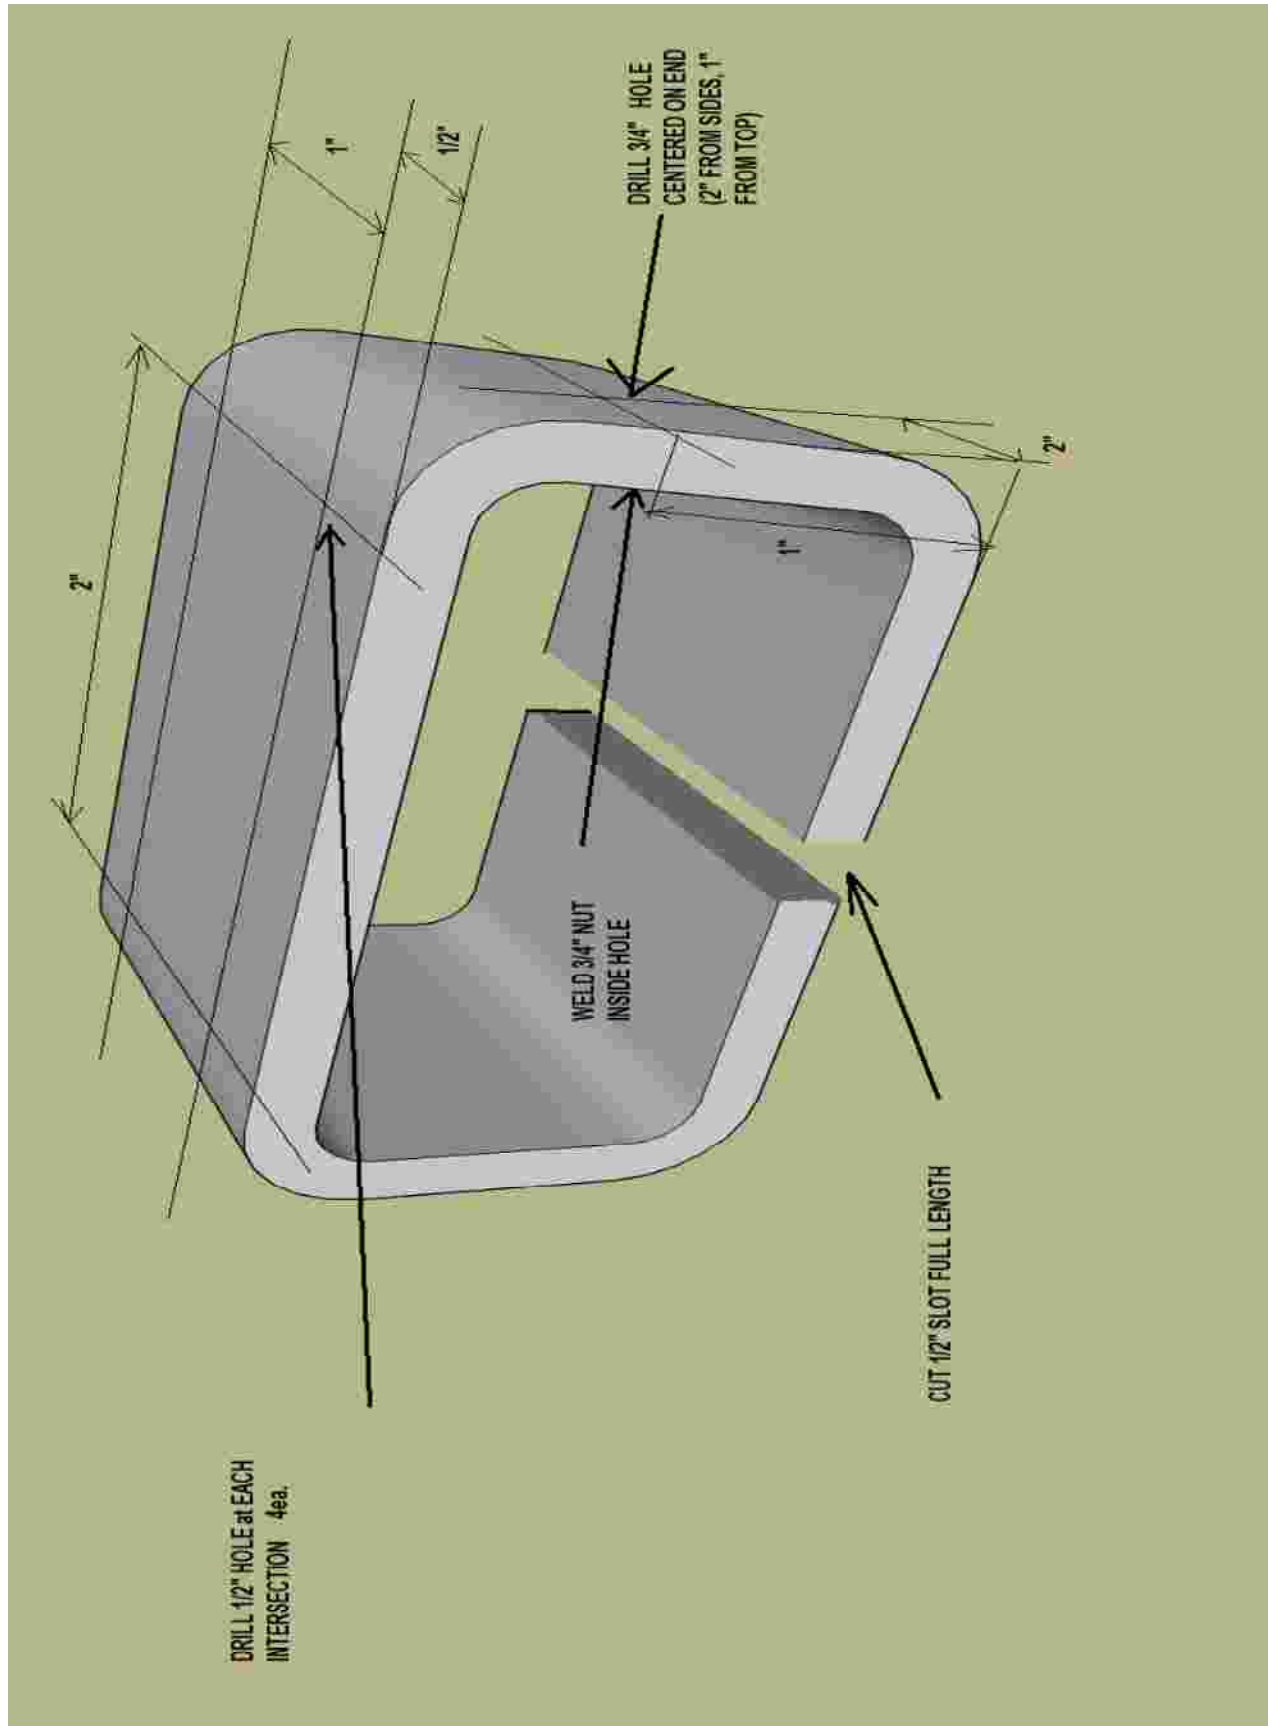 DRILL 1/2" HOLE at EACH
INTERSECTION 4ea.
2"
1"
1/2"
DRILL 3/4" HOLE
CENTERED ON END
(2" FROM SIDES, 1"
FROM TOP)
WELD 3/4" NUT
INSIDE HOLE
1"
2"
CUT 1/2" SLOT FULL LENGTH